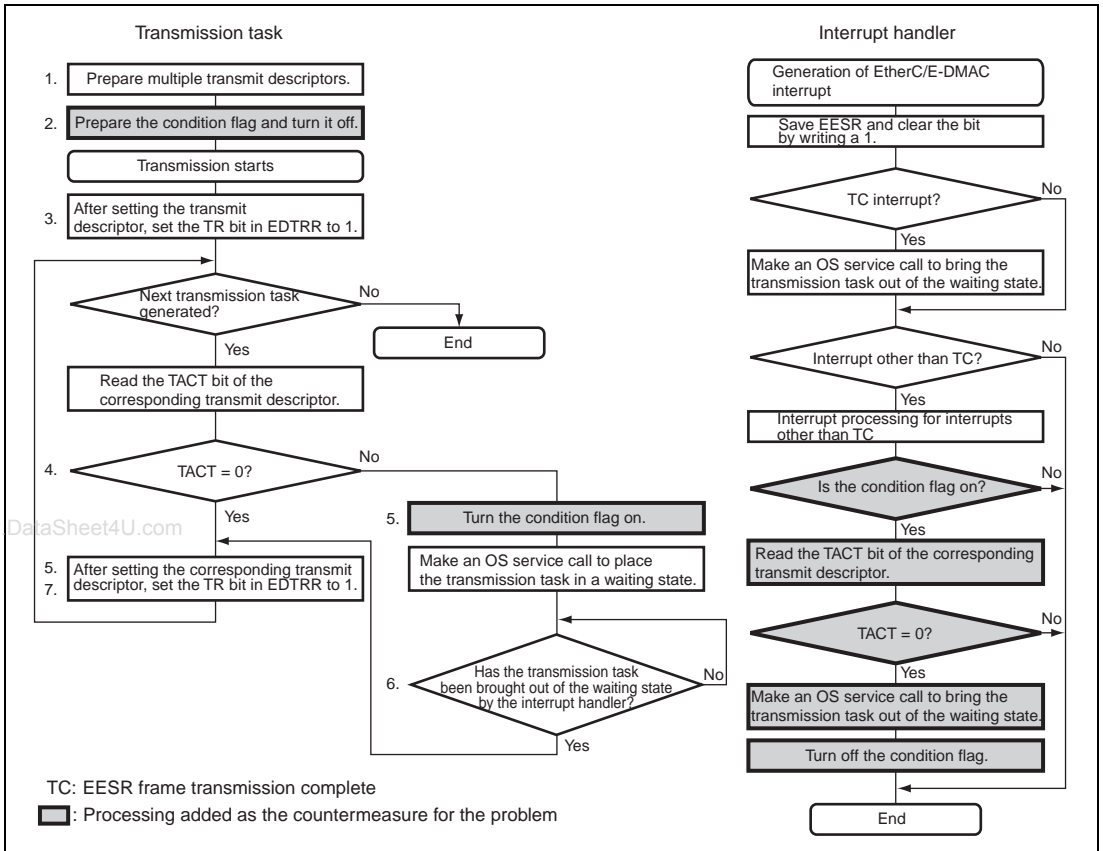 Transmission task
1. Prepare multiple transmit descriptors.
2. Prepare the condition flag and turn it off.
Transmission starts
3. After setting the transmit
descriptor, set the TR bit in EDTRR to 1.
Next transmission task
generated?
No
End
Yes
Read the TACT bit of the
corresponding transmit descriptor.
4. TACT = 0?
No
Yes
DataSheet4U.com
5. After setting the corresponding transmit
7. descriptor, set the TR bit in EDTRR to 1.
5. Turn the condition flag on.
Make an OS service call to place
the transmission task in a waiting state.
6. Has the transmission task
been brought out of the waiting state
by the interrupt handler?
No
Yes
Interrupt handler
Generation of EtherC/E-DMAC
interrupt
Save EESR and clear the bit
by writing a 1.
TC interrupt?
No
Yes
Make an OS service call to bring the
transmission task out of the waiting state.
Interrupt other than TC?
No
Yes
Interrupt processing for interrupts
other than TC
Is the condition flag on?
No
Yes
Read the TACT bit of the corresponding
transmit descriptor.
TACT = 0?
No
Yes
Make an OS service call to bring the
transmission task out of the waiting state.
Turn off the condition flag.
End
TC: EESR frame transmission complete
: Processing added as the countermeasure for the problem